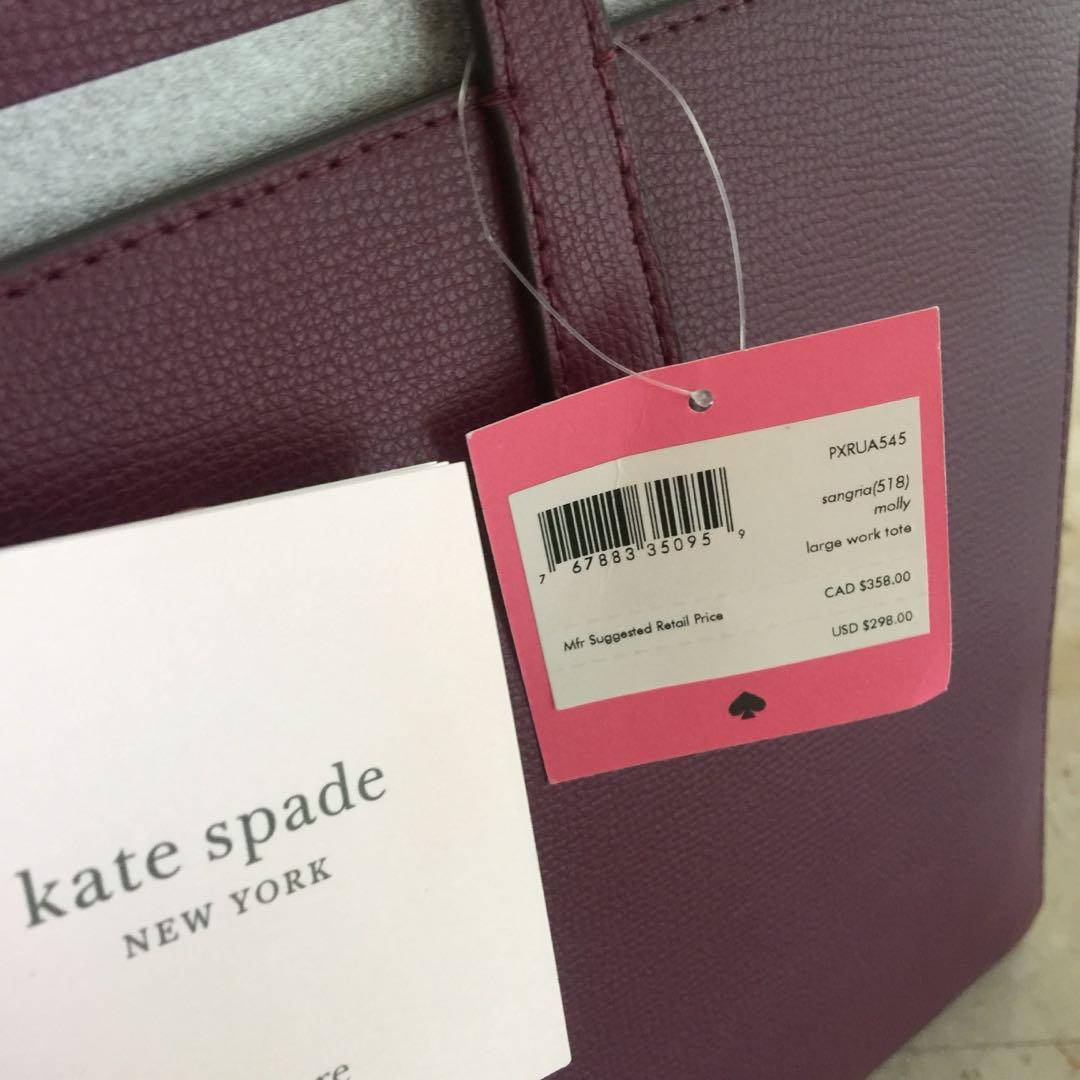 PXRUA545
sangria(518)
molly
large work tote
7 67883 35095 9
CAD $358.00
Mfr Suggested Retail Price
USD $298.00
kate spade
NEW YORK